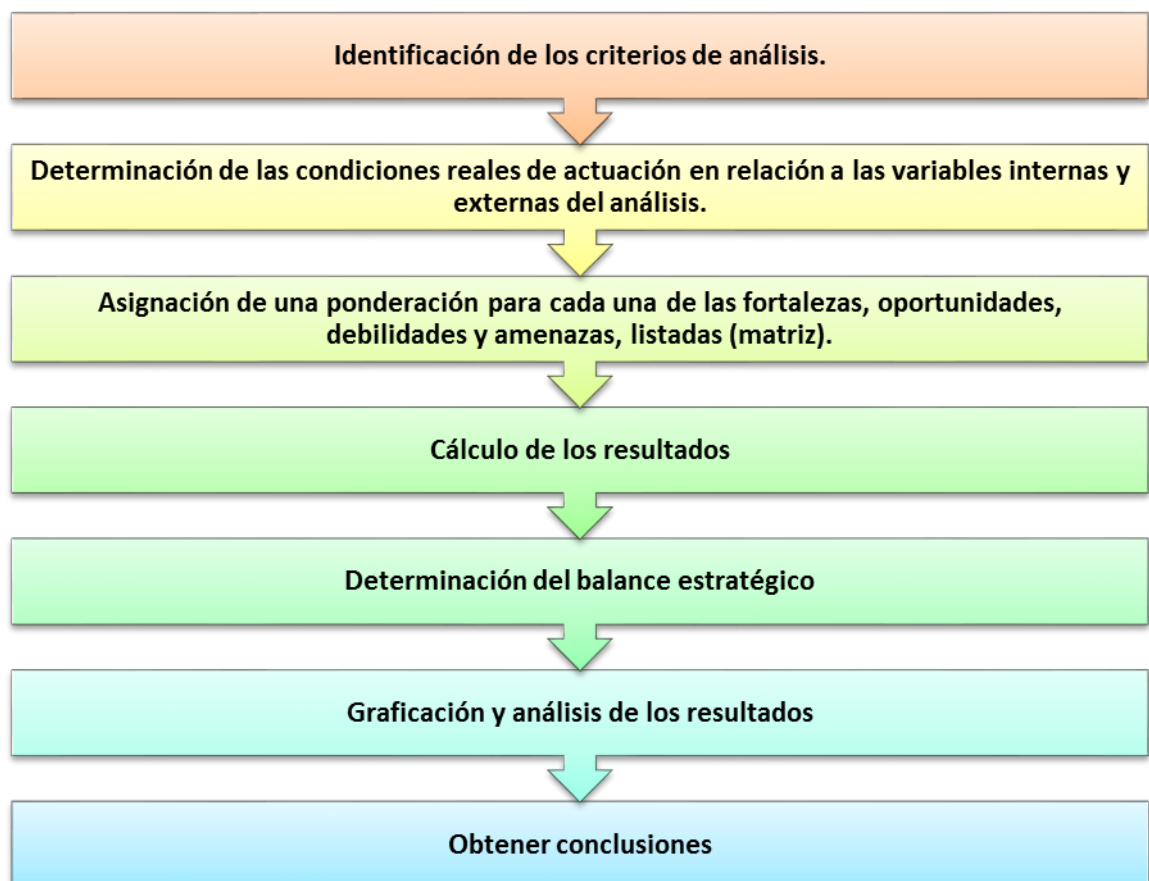 Identificación de los criterios de análisis.
Determinación de las condiciones reales de actuación en relación a las variables internas y
externas del análisis.
Asignación de una ponderación para cada una de las fortalezas, oportunidades,
debilidades y amenazas, listadas (matriz).
Cálculo de los resultados
Determinación del balance estratégico
Graficación y análisis de los resultados
Obtener conclusiones